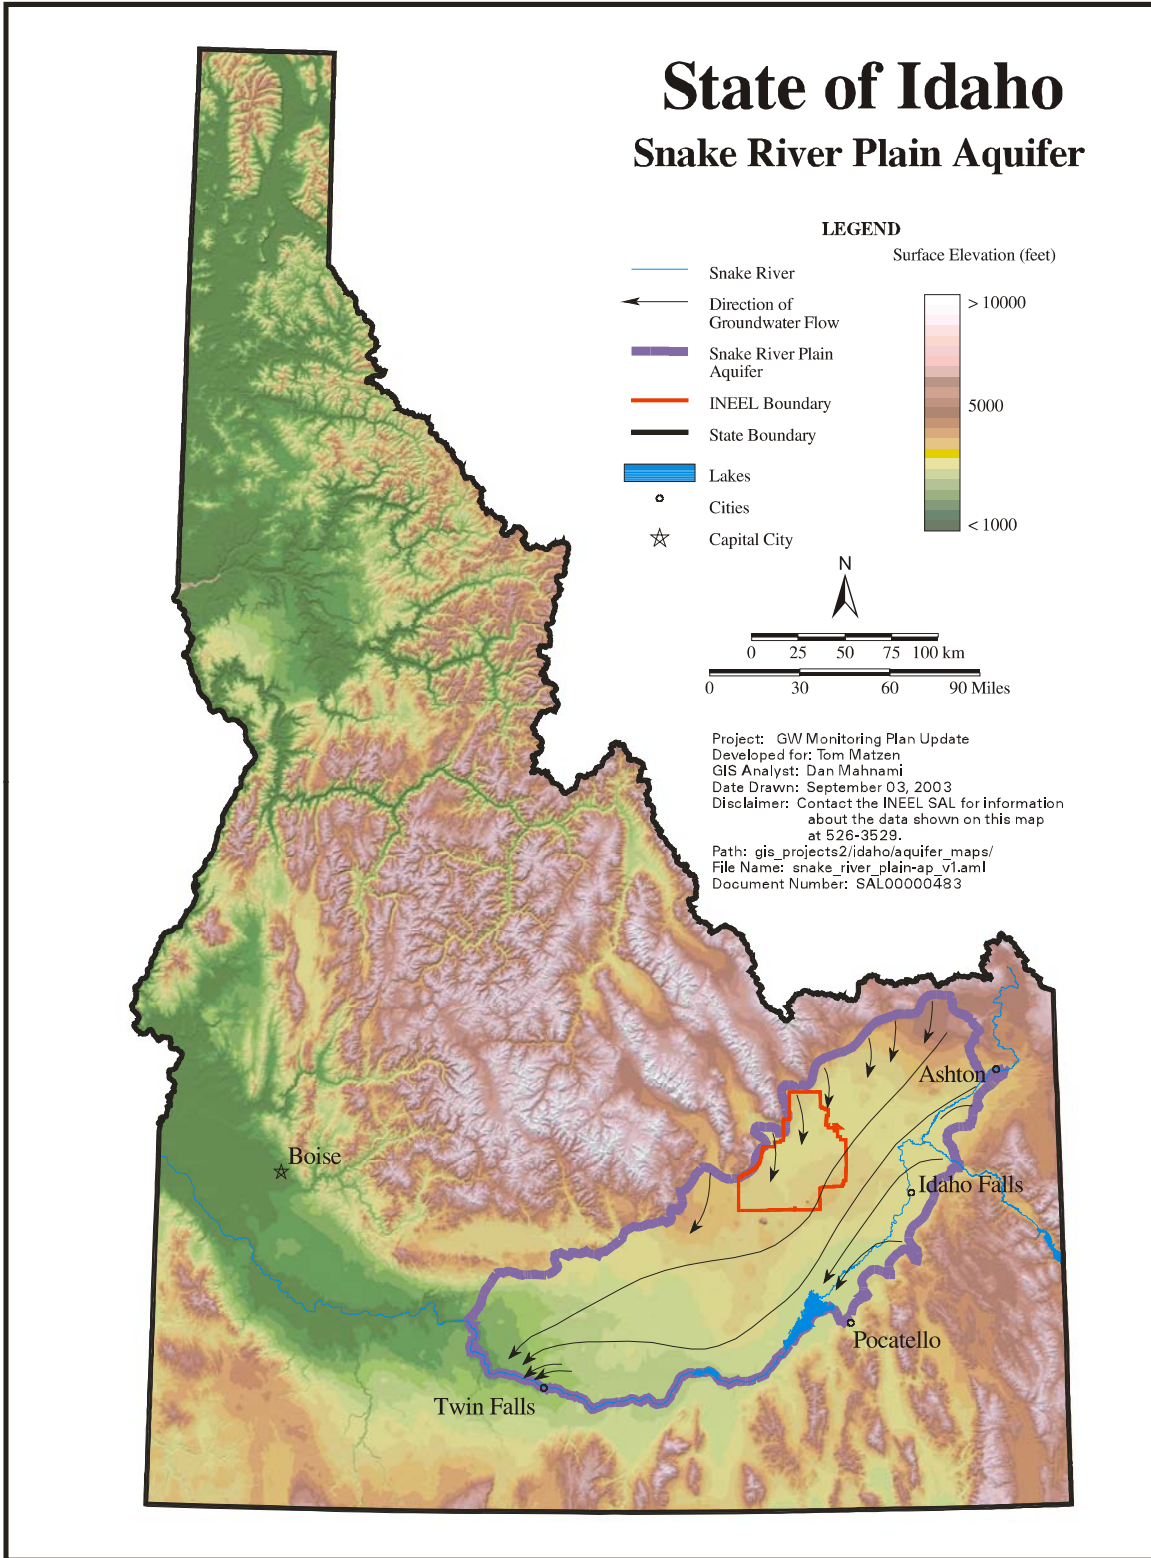 State of Idaho
Snake River Plain Aquifer
LEGEND
Surface Elevation (feet)
Snake River
Direction of
Groundwater Flow
Snake River Plain
Aquifer
INEEL Boundary
State Boundary
Lakes
Cities
Capital City
> 10000
5000
< 1000
N
0 25 50 75 100 km
0 30 60 90 Miles
Project: GW Monitoring Plan Update
Developed for: Tom Matzen
GIS Analyst: Dan Mahnami
Date Drawn: September 03, 2003
Disclaimer: Contact the INEEL SAL for information
about the data shown on this map
at 526-3529.
Path: gis_projects2/idaho/aquifer_maps/
File Name: snake_river_plain-ap_v1.aml
Document Number: SAL00000483
Ashton
Boise
Idaho Falls
Pocatello
Twin Falls